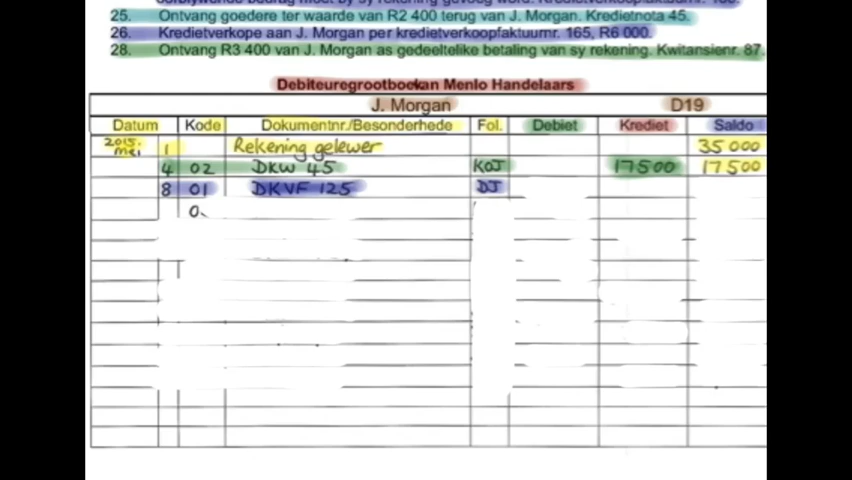 25. Ontvang goedere ter waarde van R2 400 terug van J. Morgan. Kredietnota 45.
26. Kredietverkope aan J. Morgan per kredietverkoopfaktuurnr. 165, R6 000.
28. Ontvang R3 400 van J. Morgan as gedeeltelike betaling van sy rekening. Kwitansienr. 87.
Debiteuregrootboekan Menlo Handelaars
J. Morgan D19
Datum Kode Dokumentnr./Besonderhede Fol. Debiet Krediet Saldo
2015. mei 1 Rekening gelewer 35 000
4 02 DKW 45 KOJ 17500 17500
8 01 DKVF 125 DJ
0